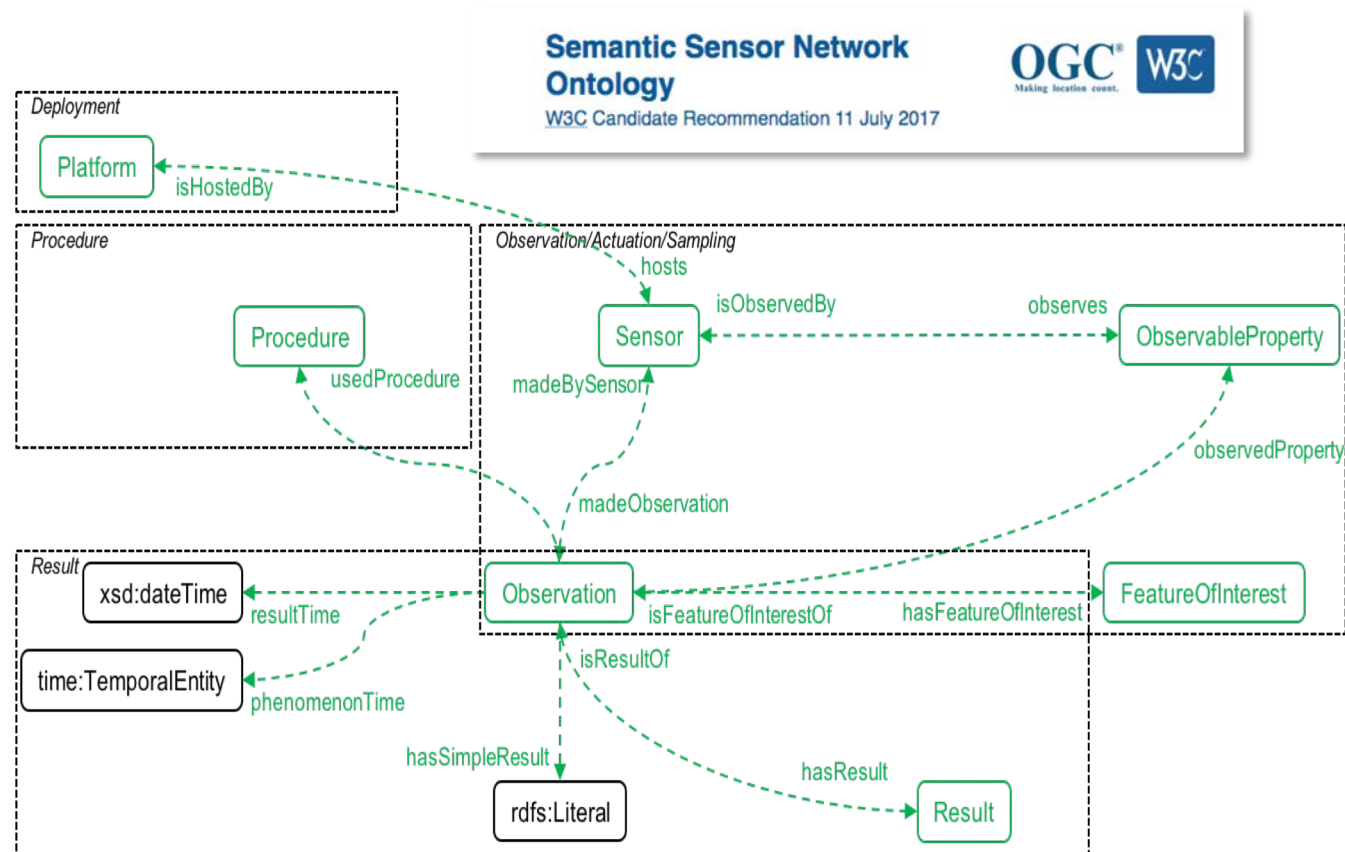 Semantic Sensor Network
Ontology
W3C Candidate Recommendation 11 July 2017
OGC®
Making location count.
W3C
Deployment
Platform
isHostedBy
Procedure
Observation/Actuation/Sampling
hosts
isObservedBy
observes
Procedure
Sensor
ObservableProperty
usedProcedure
madeBySensor
observedProperty
madeObservation
Result
xsd:dateTime
Observation
FeatureOfInterest
resultTime
isFeatureOfInterestOf
hasFeatureOfInterest
isResultOf
time:TemporalEntity
phenomenonTime
hasSimpleResult
hasResult
rdfs:Literal
Result